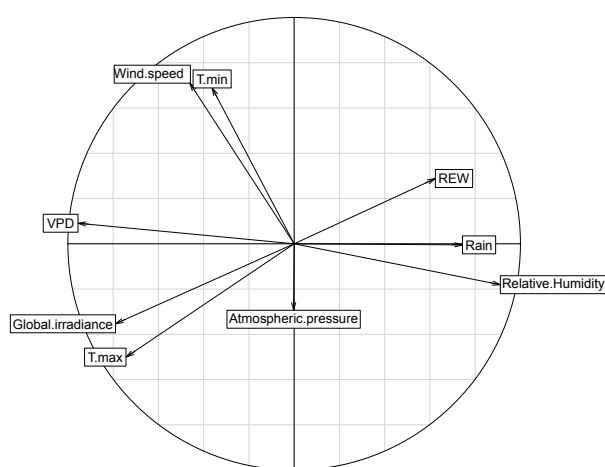 Wind.speed
T.min
REW
VPD
Rain
Relative.Humidity
Global.irradiance
Atmospheric.pressure
T.max